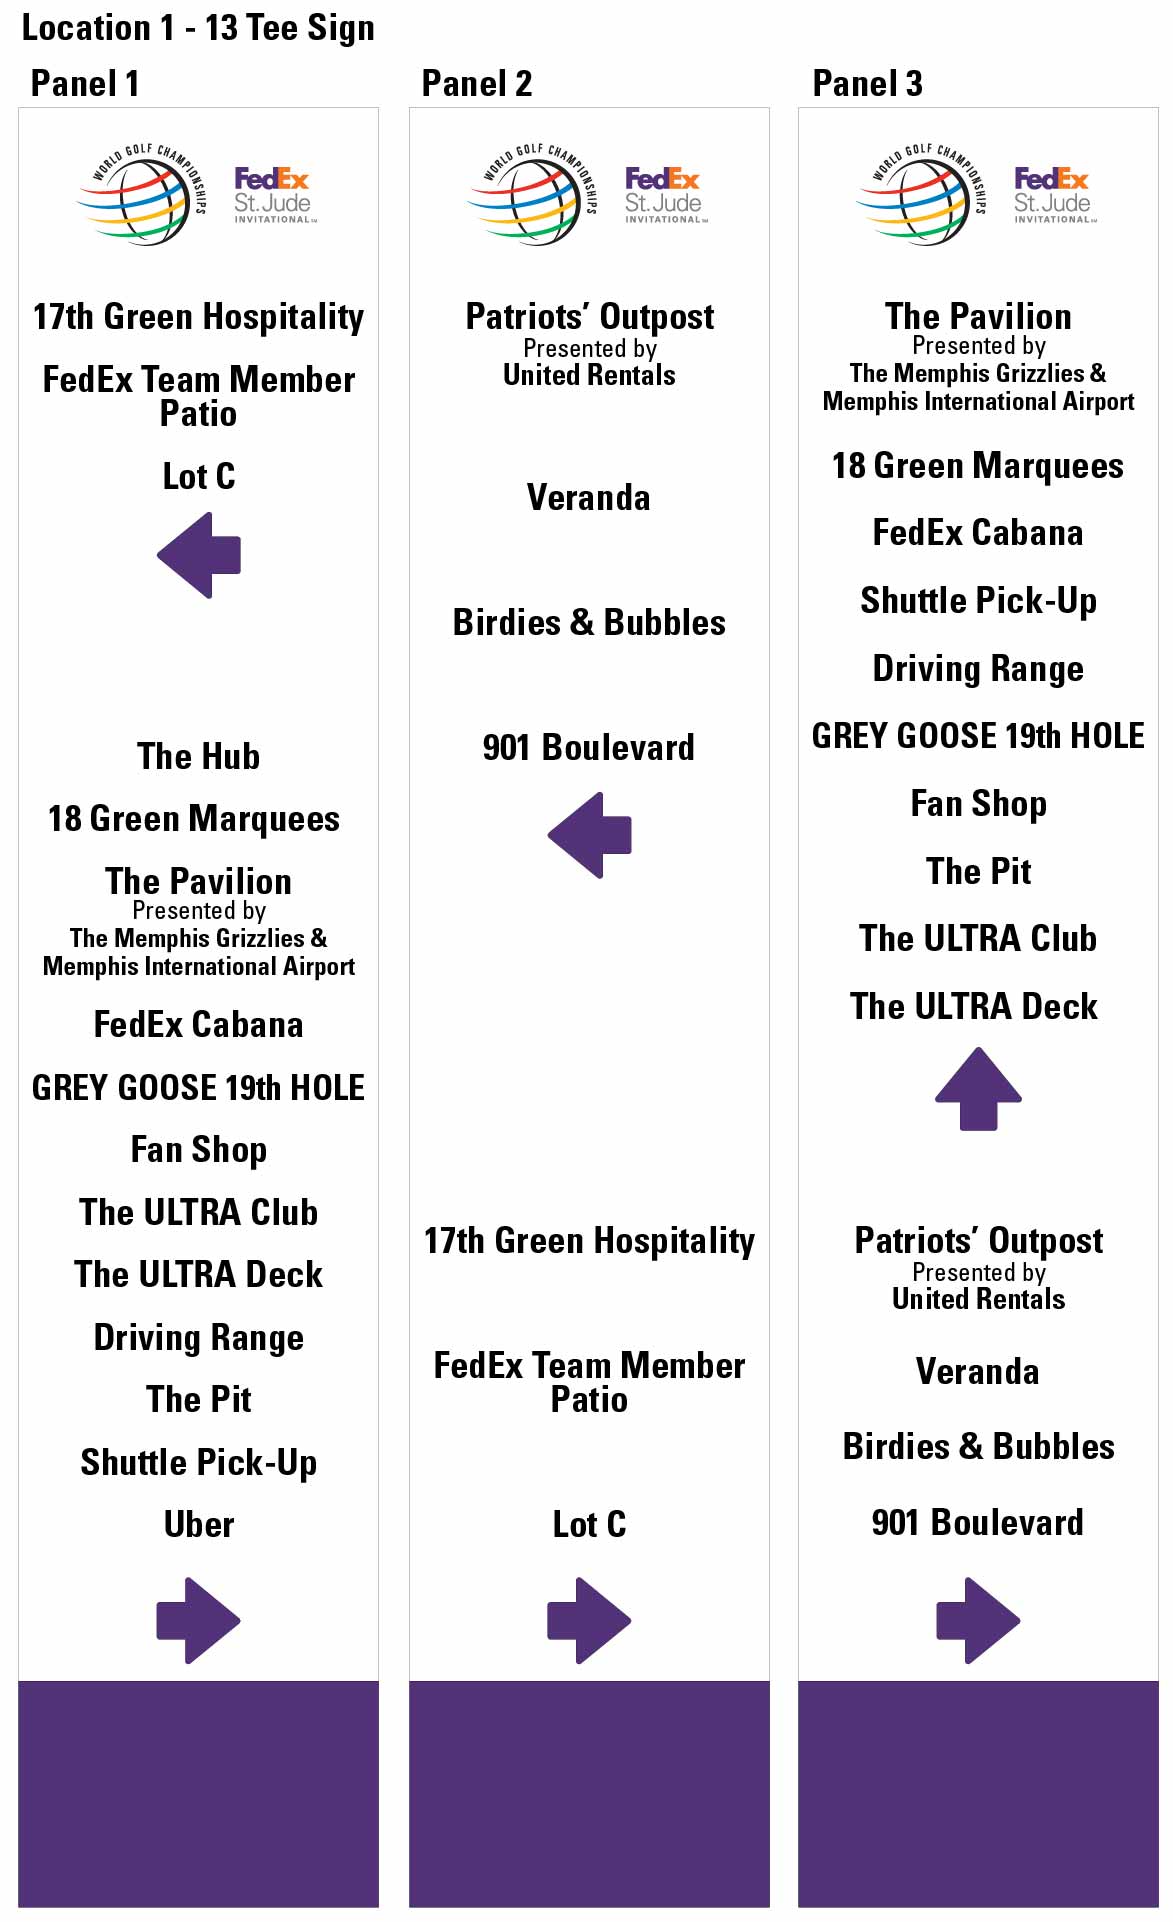 Location 1 - 13 Tee Sign
Panel 1
WORLD GOLF CHAMPIONSHIPS
FedEx
St. Jude
INVITATIONAL℠
17th Green Hospitality
FedEx Team Member
Patio
Lot C
The Hub
18 Green Marquees
The Pavilion
Presented by
The Memphis Grizzlies &
Memphis International Airport
FedEx Cabana
GREY GOOSE 19th HOLE
Fan Shop
The ULTRA Club
The ULTRA Deck
Driving Range
The Pit
Shuttle Pick-Up
Uber
Panel 2
WORLD GOLF CHAMPIONSHIPS
FedEx
St. Jude
INVITATIONAL℠
Patriots’ Outpost
Presented by
United Rentals
Veranda
Birdies & Bubbles
901 Boulevard
17th Green Hospitality
FedEx Team Member
Patio
Lot C
Panel 3
WORLD GOLF CHAMPIONSHIPS
FedEx
St. Jude
INVITATIONAL℠
The Pavilion
Presented by
The Memphis Grizzlies &
Memphis International Airport
18 Green Marquees
FedEx Cabana
Shuttle Pick-Up
Driving Range
GREY GOOSE 19th HOLE
Fan Shop
The Pit
The ULTRA Club
The ULTRA Deck
Patriots’ Outpost
Presented by
United Rentals
Veranda
Birdies & Bubbles
901 Boulevard